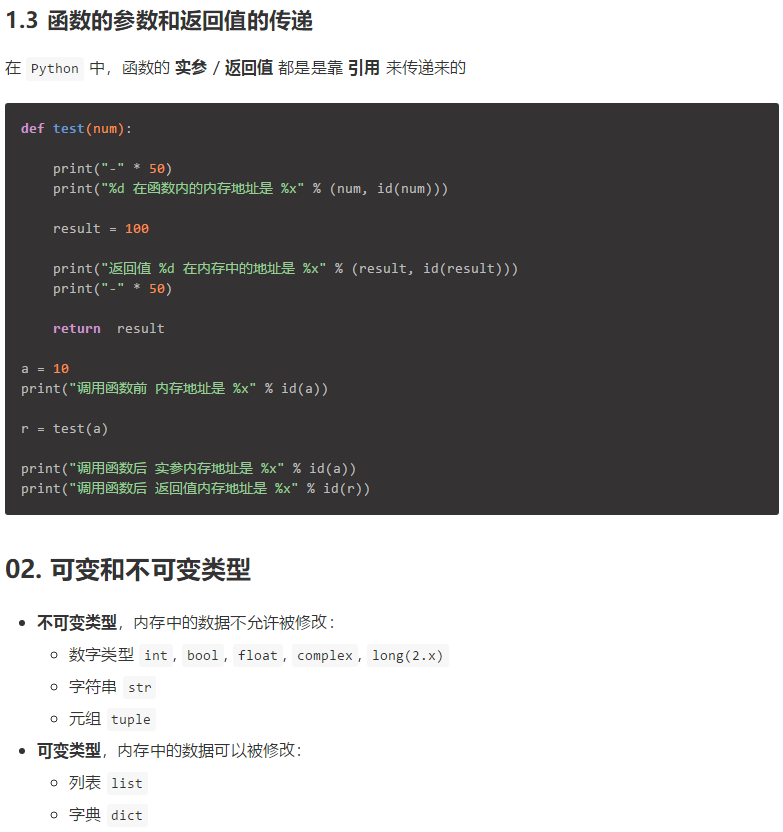 1.3 函数的参数和返回值的传递
在 Python 中，函数的 实参 / 返回值 都是是靠 引用 来传递来的
def test(num):
    print("-" * 50)
    print("%d 在函数内的内存地址是 %x" % (num, id(num)))
    result = 100
    print("返回值 %d 在内存中的地址是 %x" % (result, id(result)))
    print("-" * 50)
    return  result
a = 10
print("调用函数前 内存地址是 %x" % id(a))
r = test(a)
print("调用函数后 实参内存地址是 %x" % id(a))
print("调用函数后 返回值内存地址是 %x" % id(r))
02. 可变和不可变类型
不可变类型，内存中的数据不允许被修改：
数字类型 int, bool, float, complex, long(2.x)
字符串 str
元组 tuple
可变类型，内存中的数据可以被修改：
列表 list
字典 dict